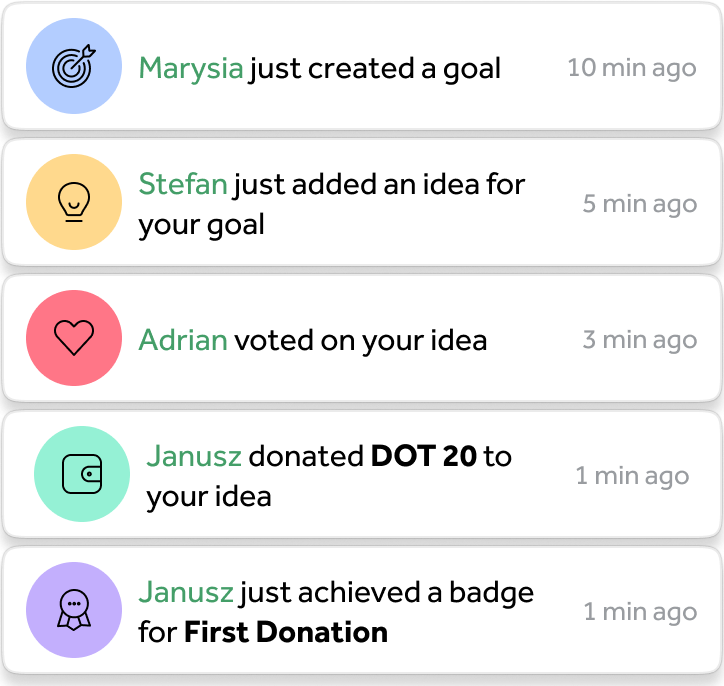 Marysia just created a goal 10 min ago
Stefan just added an idea for
your goal
5 min ago
Adrian voted on your idea 3 min ago
Janusz donated DOT 20 to
your idea
1 min ago
Janusz just achieved a badge
for First Donation
1 min ago